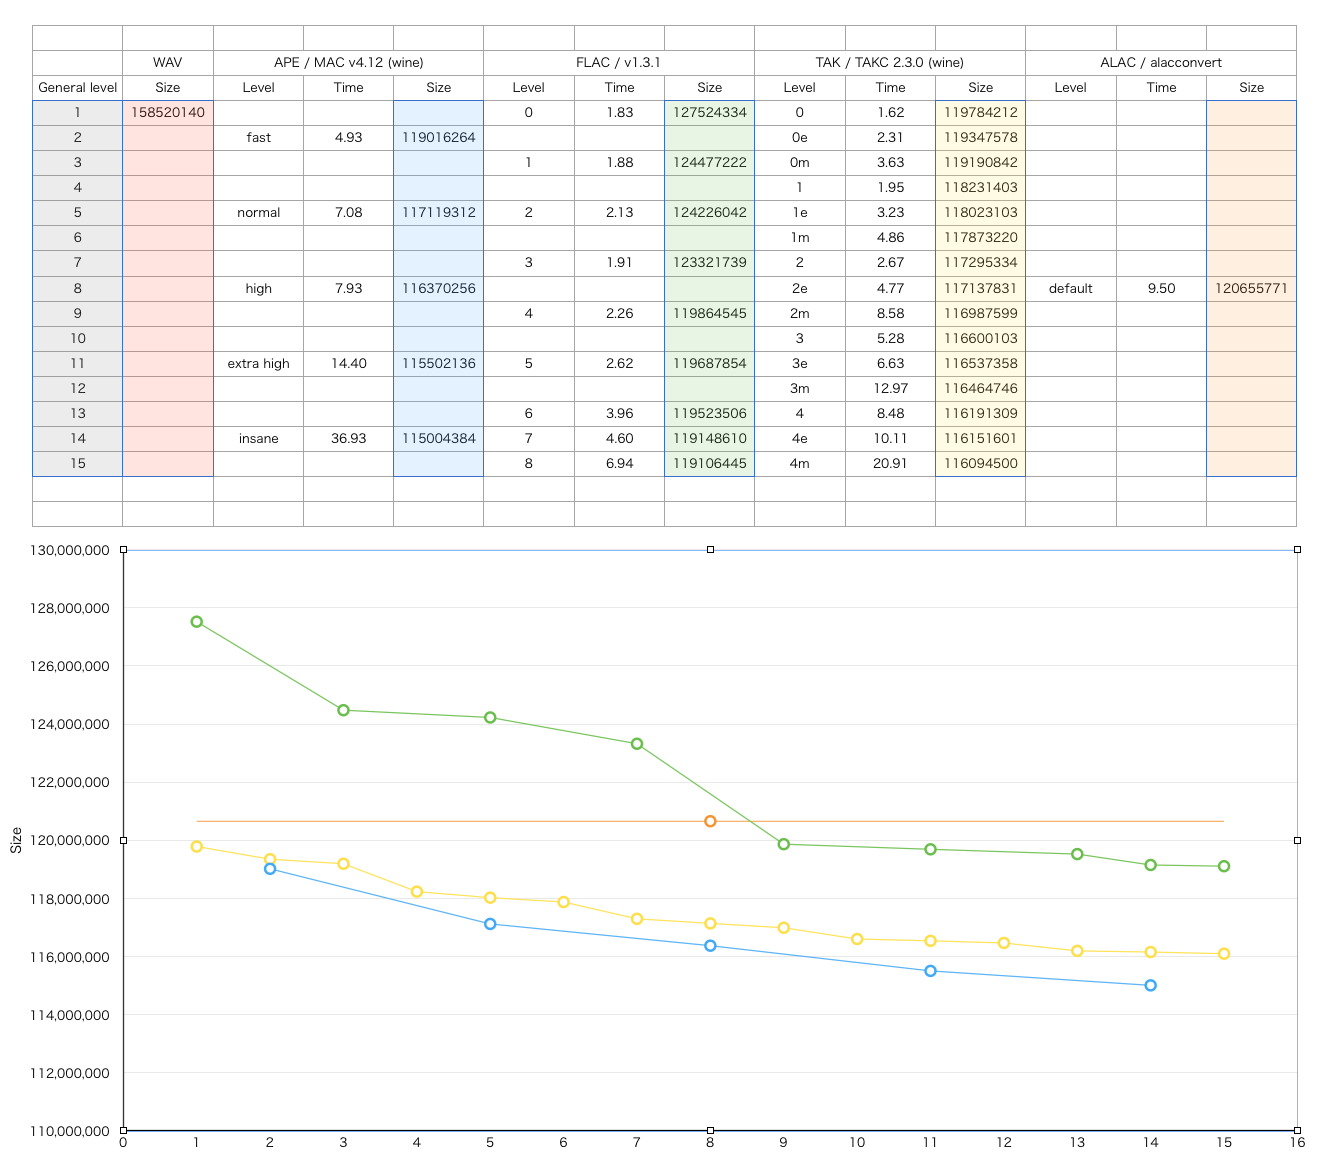 WAV APE / MAC v4.12 (wine) FLAC / v1.3.1 TAK / TAKC 2.3.0 (wine) ALAC / alacconvert
General level Size Level Time Size Level Time Size Level Time Size Level Time Size
1 158520140 0 1.83 127524334 0 1.62 119784212
2 fast 4.93 119016264 0e 2.31 119347578
3 1 1.88 124477222 0m 3.63 119190842
4 1 1.95 118231403
5 normal 7.08 117119312 2 2.13 124226042 1e 3.23 118023103
6 1m 4.86 117873220
7 3 1.91 123321739 2 2.67 117295334
8 high 7.93 116370256 2e 4.77 117137831 default 9.50 120655771
9 4 2.26 119864545 2m 8.58 116987599
10 3 5.28 116600103
11 extra high 14.40 115502136 5 2.62 119687854 3e 6.63 116537358
12 3m 12.97 116464746
13 6 3.96 119523506 4 8.48 116191309
14 insane 36.93 115004384 7 4.60 119148610 4e 10.11 116151601
15 8 6.94 119106445 4m 20.91 116094500
130,000,000
128,000,000
126,000,000
124,000,000
122,000,000
120,000,000
118,000,000
116,000,000
114,000,000
112,000,000
110,000,000
Size
0 1 2 3 4 5 6 7 8 9 10 11 12 13 14 15 16